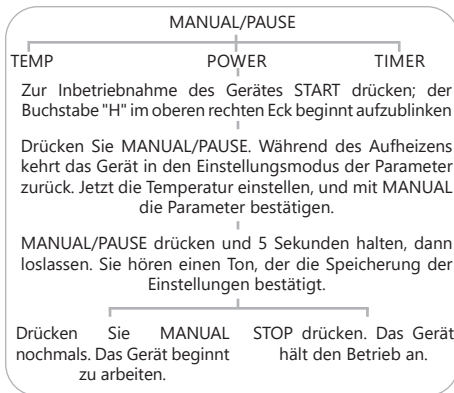 MANUAL/PAUSE
TEMP POWER TIMER
Zur Inbetriebnahme des Gerätes START drücken; der
Buchstabe "H" im oberen rechten Eck beginnt aufzublinken
Drücken Sie MANUAL/PAUSE. Während des Aufheizens
kehrt das Gerät in den Einstellungsmodus der Parameter
zurück. Jetzt die Temperatur einstellen, und mit MANUAL
die Parameter bestätigen.
MANUAL/PAUSE drücken und 5 Sekunden halten, dann
loslassen. Sie hören einen Ton, der die Speicherung der
Einstellungen bestätigt.
Drücken Sie MANUAL
nochmals. Das Gerät beginnt
zu arbeiten.
STOP drücken. Das Gerät
hält den Betrieb an.